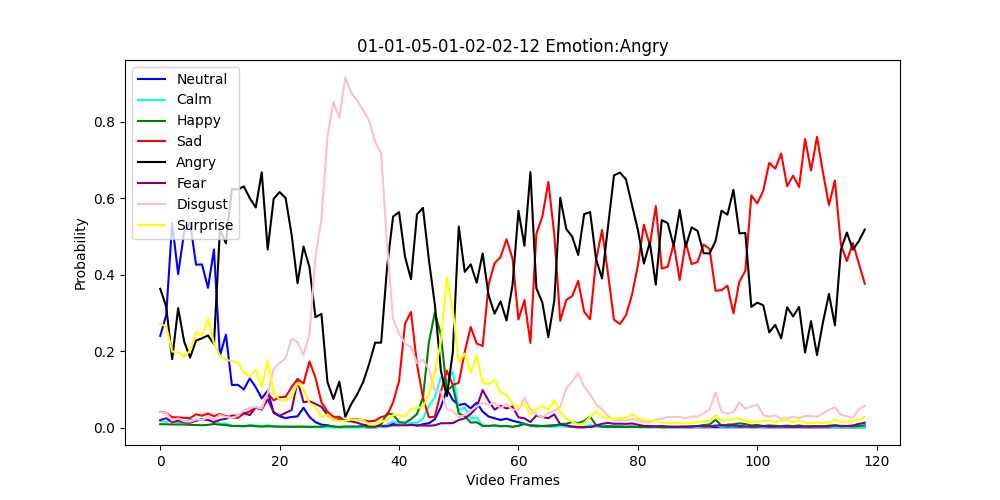 01-01-05-01-02-02-12 Emotion:Angry
Neutral
Calm
Happy
Sad
Angry
Fear
Disgust
Surprise
Probability
0.8
0.6
0.4
0.2
0.0
0 20 40 60 80 100 120
Video Frames